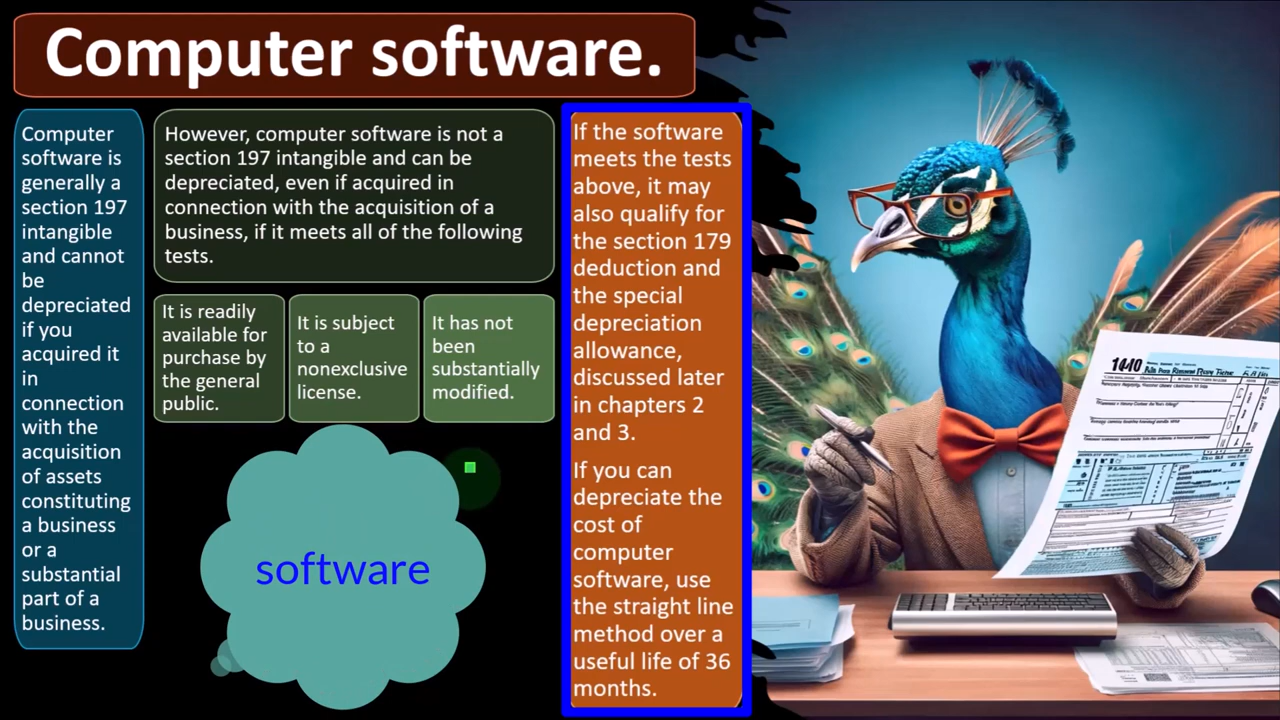 Computer software.
Computer
software is
generally a
section 197
intangible
and cannot
be
depreciated
if you
acquired it
in
connection
with the
acquisition
of assets
constituting
a business
or a
substantial
part of a
business.
However, computer software is not a
section 197 intangible and can be
depreciated, even if acquired in
connection with the acquisition of a
business, if it meets all of the following
tests.
It is readily
available for
purchase by
the general
public.
It is subject
to a
nonexclusive
license.
It has not
been
substantially
modified.
software
If the software
meets the tests
above, it may
also qualify for
the section 179
deduction and
the special
depreciation
allowance,
discussed later
in chapters 2
and 3.
If you can
depreciate the
cost of
computer
software, use
the straight line
method over a
useful life of 36
months.